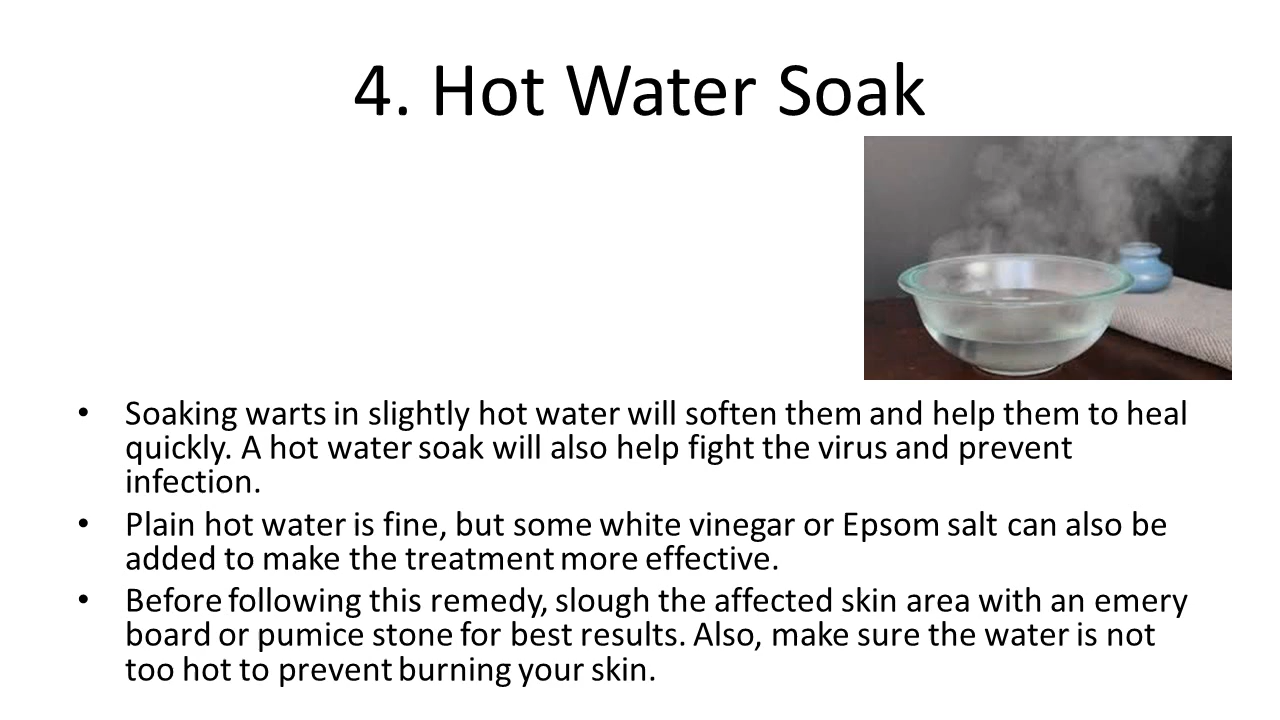 4. Hot Water Soak
• Soaking warts in slightly hot water will soften them and help them to heal
quickly. A hot water soak will also help fight the virus and prevent
infection.
• Plain hot water is fine, but some white vinegar or Epsom salt can also be
added to make the treatment more effective.
• Before following this remedy, slough the affected skin area with an emery
board or pumice stone for best results. Also, make sure the water is not
too hot to prevent burning your skin.